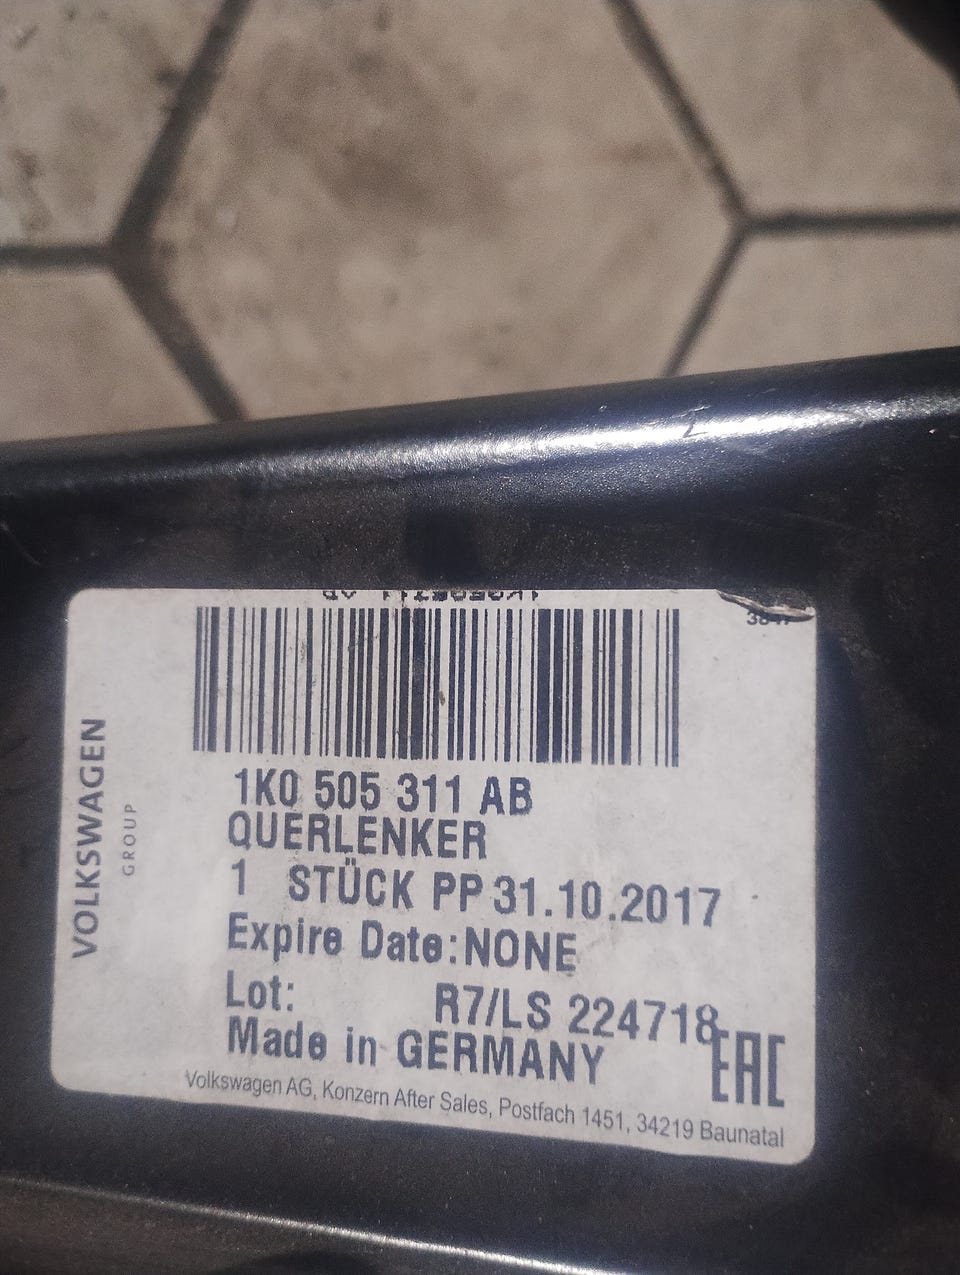 1K0 505 311 AB
QUERLENKER
1 STÜCK PP 31.10.2017
Expire Date:NONE
Lot: R7/LS 224718
Made in GERMANY
EAC
Volkswagen AG, Konzern After Sales, Postfach 1451, 34219 Baunatal
VOLKSWAGEN
GROUP